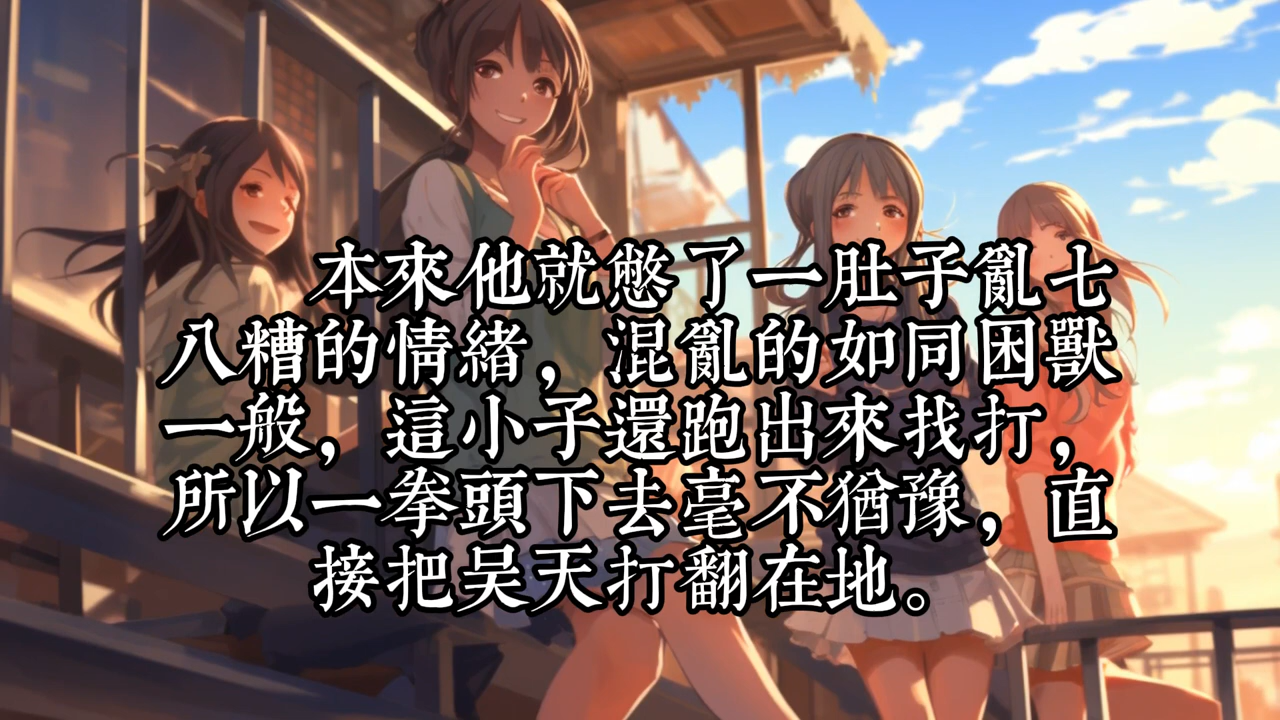 本來他就憋了一肚子亂七
八糟的情緒，混亂的如同困獸
一般，這小子還跑出來找打，
所以一拳頭下去毫不猶豫，直
接把吴天打翻在地。